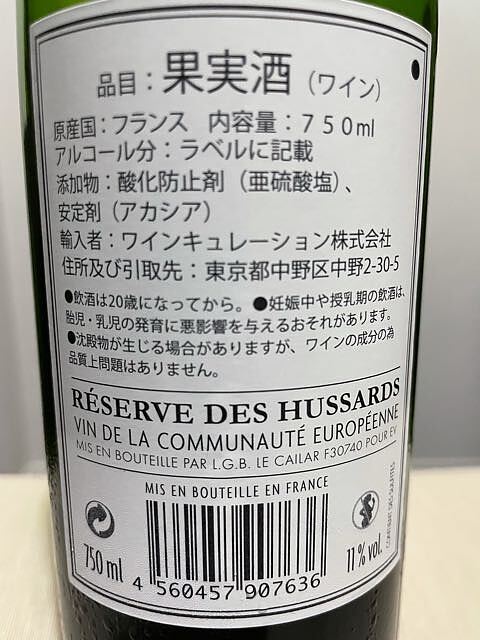 品目：果実酒（ワイン）
原産国：フランス　内容量：７５０ml
アルコール分：ラベルに記載
添加物：酸化防止剤（亜硫酸塩）、
安定剤（アカシア）
輸入者：ワインキュレーション株式会社
住所及び引取先：東京都中野区中野2-30-5
●飲酒は20歳になってから。●妊娠中や授乳期の飲酒は、
胎児・乳児の発育に悪影響を与えるおそれがあります。
●沈殿物が生じる場合がありますが、ワインの成分の為
品質上問題はありません。
RÉSERVE DES HUSSARDS
VIN DE LA COMMUNAUTÉ EUROPÉENNE
MIS EN BOUTEILLE PAR L.G.B. LE CAILAR F30740 POUR EV
MIS EN BOUTEILLE EN FRANCE
750 ml
11% vol.
CONTIENT DES SULFITES
4 560457 907636